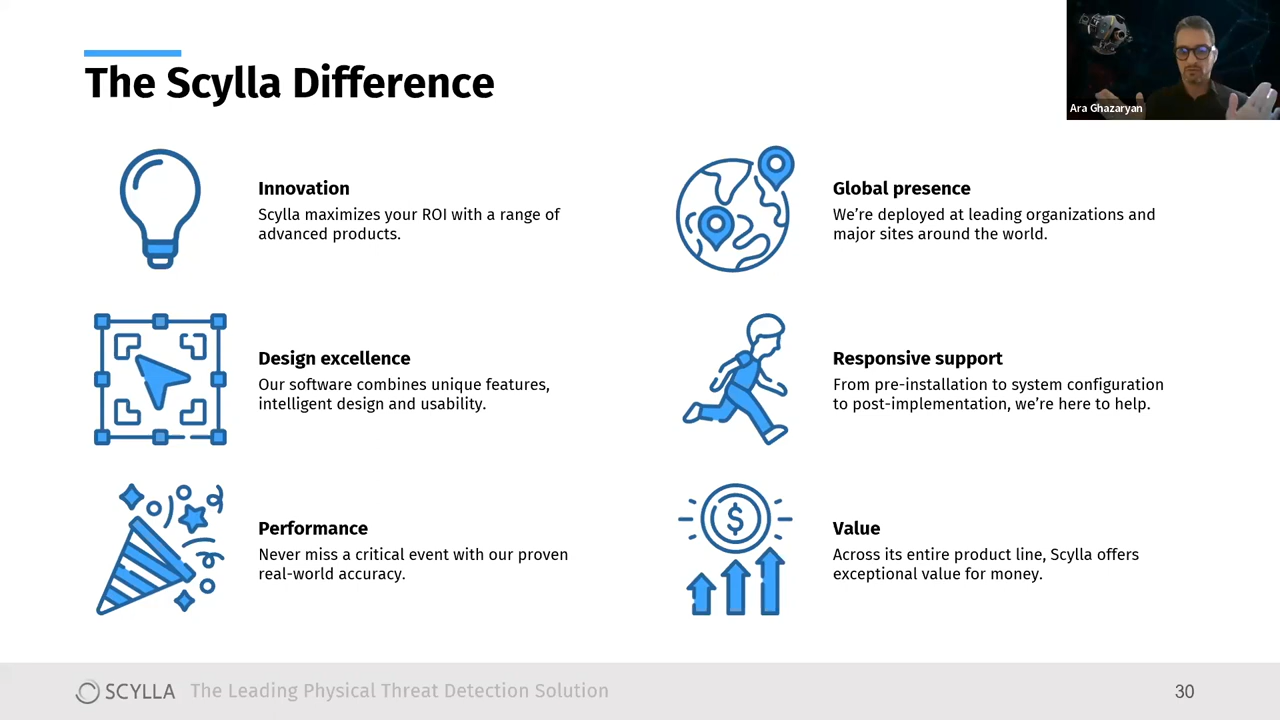 The Scylla Difference
Ara Ghazaryan
Innovation
Scylla maximizes your ROI with a range of
advanced products.
Global presence
We’re deployed at leading organizations and
major sites around the world.
Design excellence
Our software combines unique features,
intelligent design and usability.
Responsive support
From pre-installation to system configuration
to post-implementation, we’re here to help.
Performance
Never miss a critical event with our proven
real-world accuracy.
$
Value
Across its entire product line, Scylla offers
exceptional value for money.
SCYLLA The Leading Physical Threat Detection Solution
30